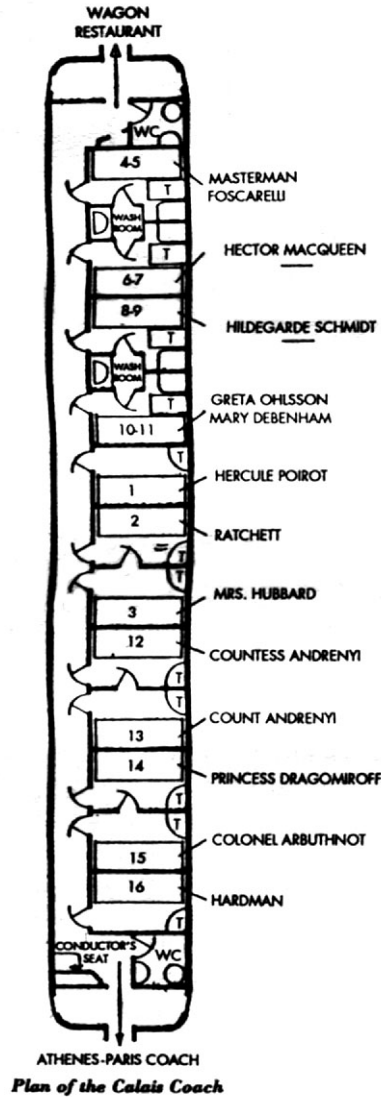 WAGON
RESTAURANT
WC
4-5
MASTERMAN
FOSCARELLI
T
WASH
ROOM
T
HECTOR MACQUEEN
6-7
8-9
HILDEGARDE SCHMIDT
T
WASH
ROOM
T
GRETA OHLSSON
MARY DEBENHAM
10-11
T
HERCULE POIROT
1
2
RATCHETT
T
T
MRS. HUBBARD
3
12
COUNTESS ANDRENYI
T
T
COUNT ANDRENYI
13
14
PRINCESS DRAGOMIROFF
T
T
COLONEL ARBUTHNOT
15
16
HARDMAN
T
CONDUCTOR'S
SEAT
WC
ATHENES-PARIS COACH
Plan of the Calais Coach